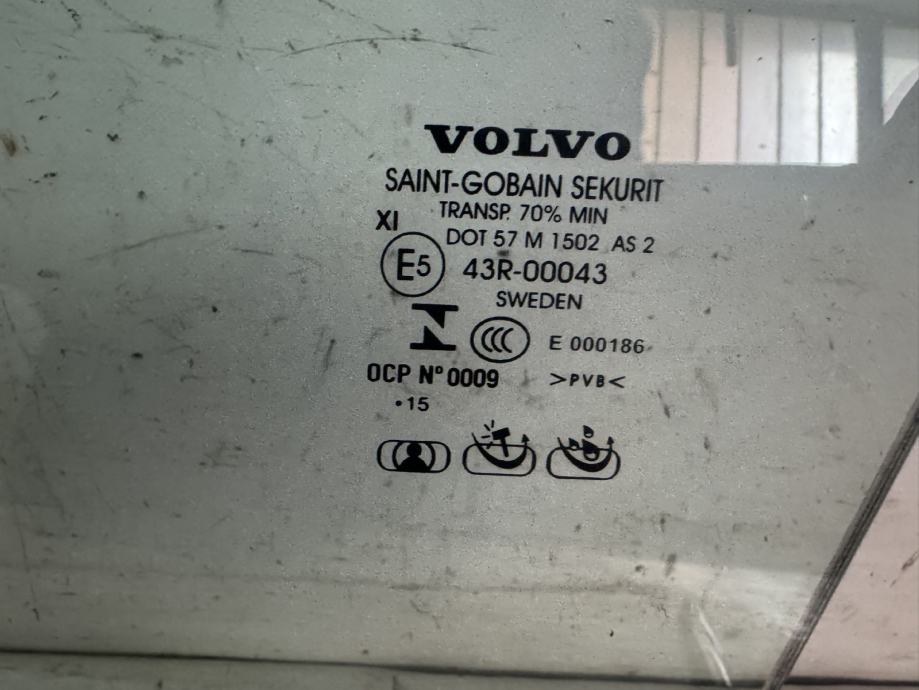 VOLVO
SAINT-GOBAIN SEKURIT
TRANSP. 70% MIN
XI
DOT 57 M 1502 AS 2
E5 43R-00043
SWEDEN
CCC E 000186
OCP N° 0009 >PVB<
•15